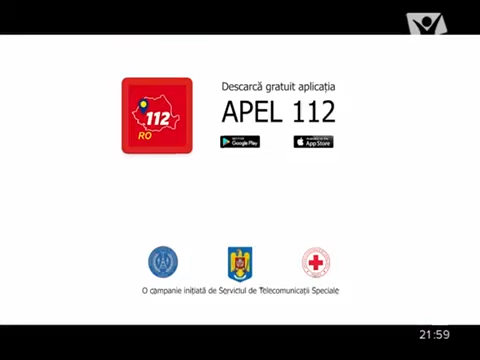 Descarcă gratuit aplicația
APEL 112
112
RO
Google Play
App Store
O campanie inițiată de Serviciul de Telecomunicații Speciale
21:59